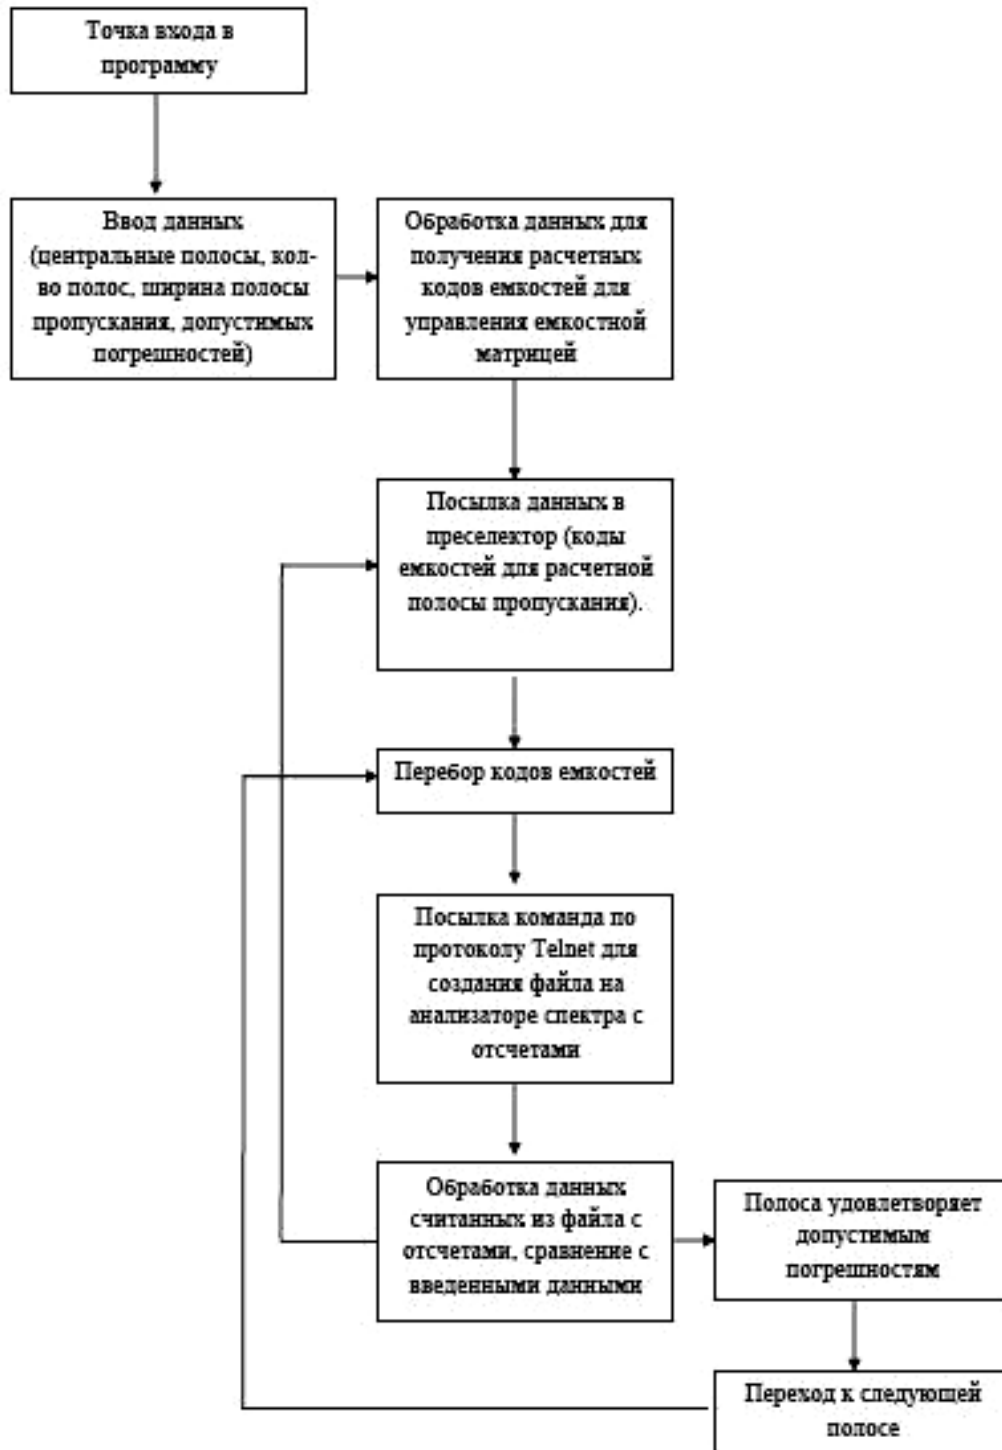 Точка входа в
программу
Ввод данных
(центральные полосы, кол-
во полос, ширина полосы
пропускания, допустимых
погрешностей)
Обработка данных для
получения расчетных
кодов емкостей для
управления емкостной
матрицей
Посылка данных в
преселектор (коды
емкостей для расчетной
полосы пропускания).
Перебор кодов емкостей
Посылка команда по
протоколу Telnet для
создания файла на
анализаторе спектра с
отсчетами
Обработка данных
считанных из файла с
отсчетами, сравнение с
введенными данными
Полоса удовлетворяет
допустимым
погрешностям
Переход к следующей
полосе